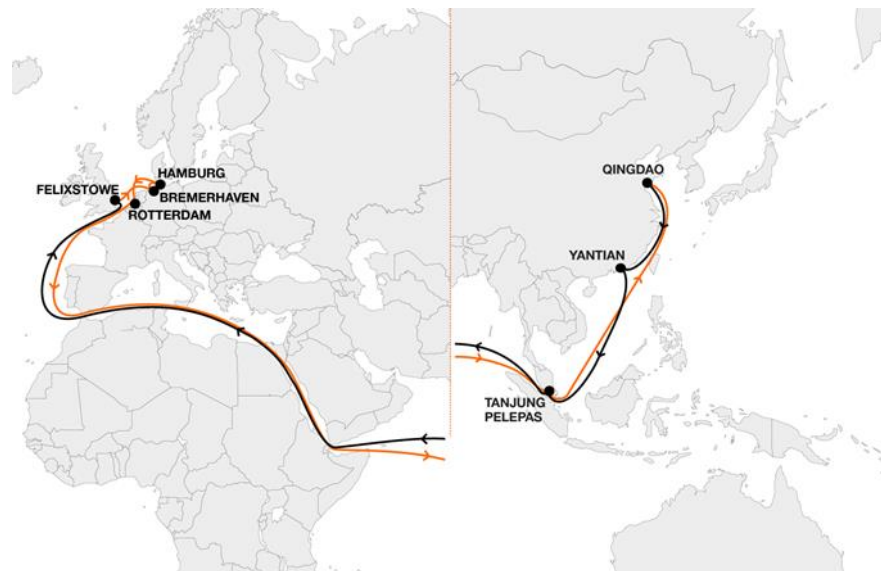 HAMBURG
FELIXSTOWE
BREMERHAVEN
ROTTERDAM
QINGDAO
YANTIAN
TANJUNG
PELEPAS